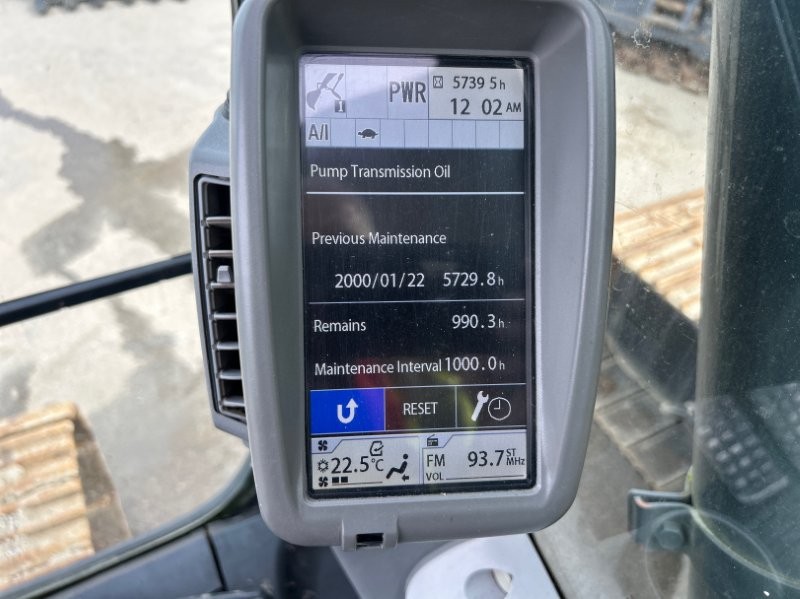 PWR 5739 5h
1 12 02 AM
A/I
Pump Transmission Oil
Previous Maintenance
2000/01/22 5729.8h
Remains 990.3h
Maintenance Interval 1000.0h
RESET
22.5°C FM 93.7 ST MHz
VOL